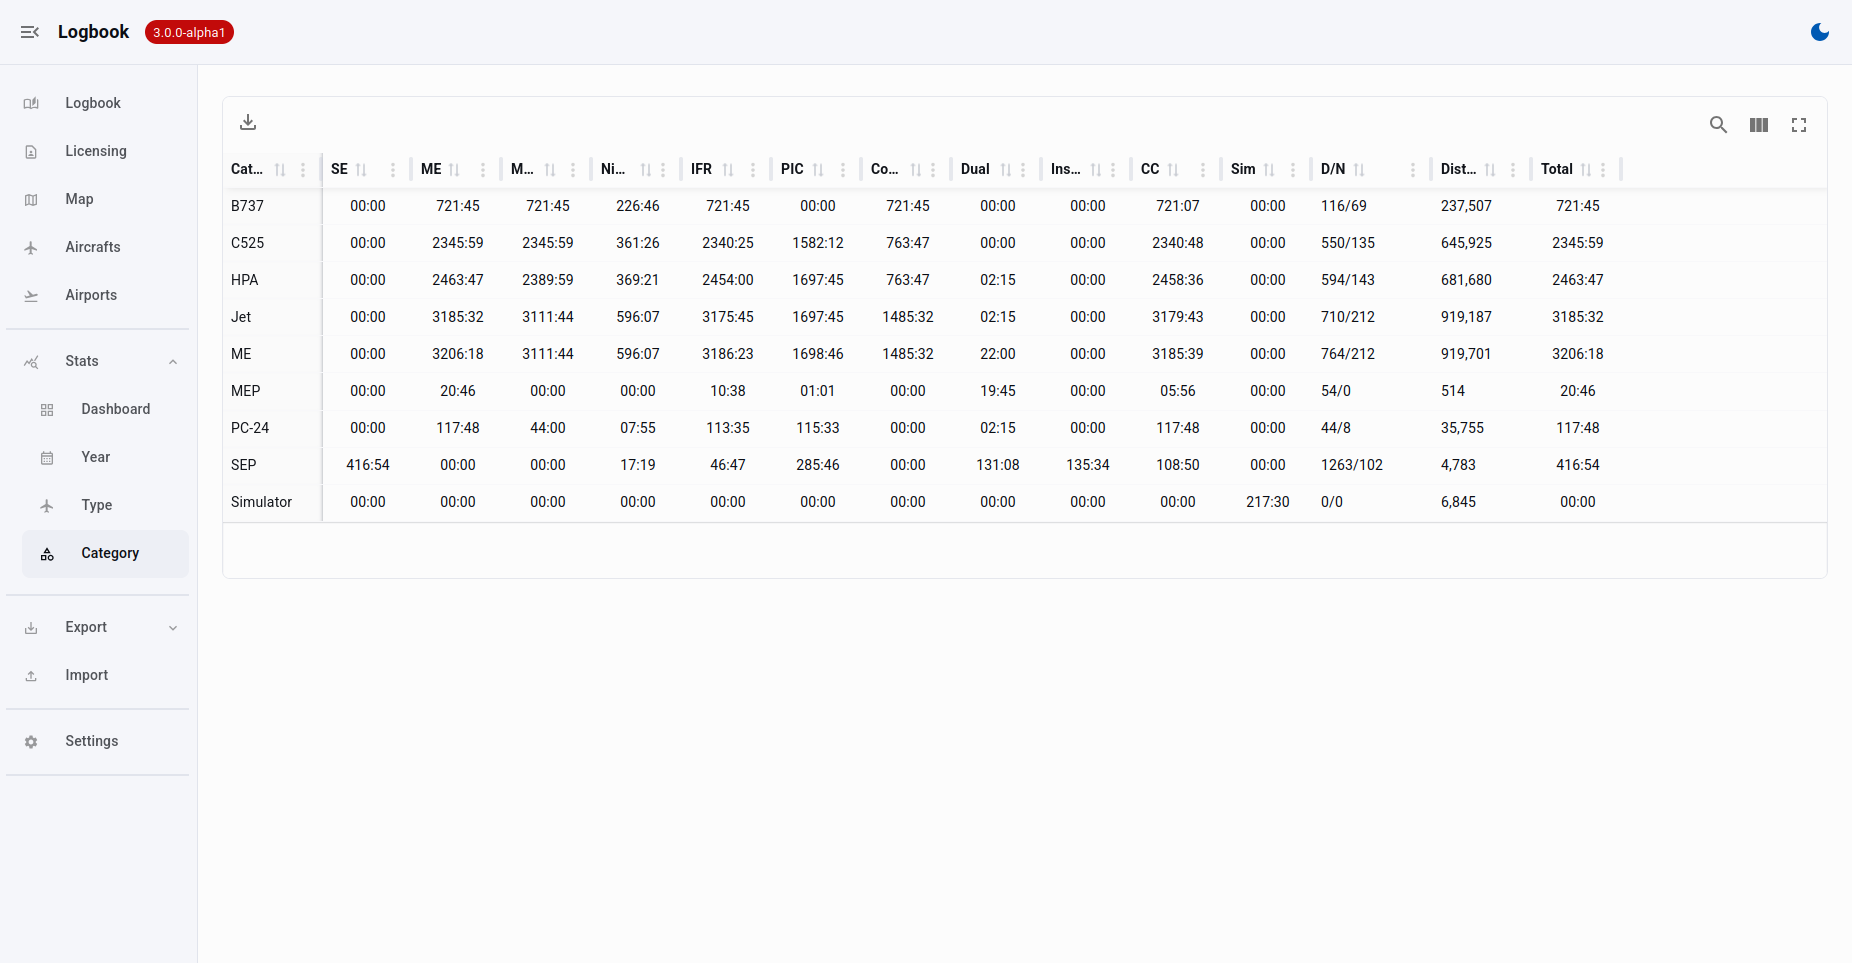 Logbook 3.0.0-alpha1
Logbook
Licensing
Map
Aircrafts
Airports
Stats
Dashboard
Year
Type
Category
Export
Import
Settings
Cat... SE ME M... Ni... IFR PIC Co... Dual Ins... CC Sim D/N Dist... Total
B737 00:00 721:45 721:45 226:46 721:45 00:00 721:45 00:00 00:00 721:07 00:00 116/69 237,507 721:45
C525 00:00 2345:59 2345:59 361:26 2340:25 1582:12 763:47 00:00 00:00 2340:48 00:00 550/135 645,925 2345:59
HPA 00:00 2463:47 2389:59 369:21 2454:00 1697:45 763:47 02:15 00:00 2458:36 00:00 594/143 681,680 2463:47
Jet 00:00 3185:32 3111:44 596:07 3175:45 1697:45 1485:32 02:15 00:00 3179:43 00:00 710/212 919,187 3185:32
ME 00:00 3206:18 3111:44 596:07 3186:23 1698:46 1485:32 22:00 00:00 3185:39 00:00 764/212 919,701 3206:18
MEP 00:00 20:46 00:00 00:00 10:38 01:01 00:00 19:45 00:00 05:56 00:00 54/0 514 20:46
PC-24 00:00 117:48 44:00 07:55 113:35 115:33 00:00 02:15 00:00 117:48 00:00 44/8 35,755 117:48
SEP 416:54 00:00 00:00 17:19 46:47 285:46 00:00 131:08 135:34 108:50 00:00 1263/102 4,783 416:54
Simulator 00:00 00:00 00:00 00:00 00:00 00:00 00:00 00:00 00:00 00:00 217:30 0/0 6,845 00:00